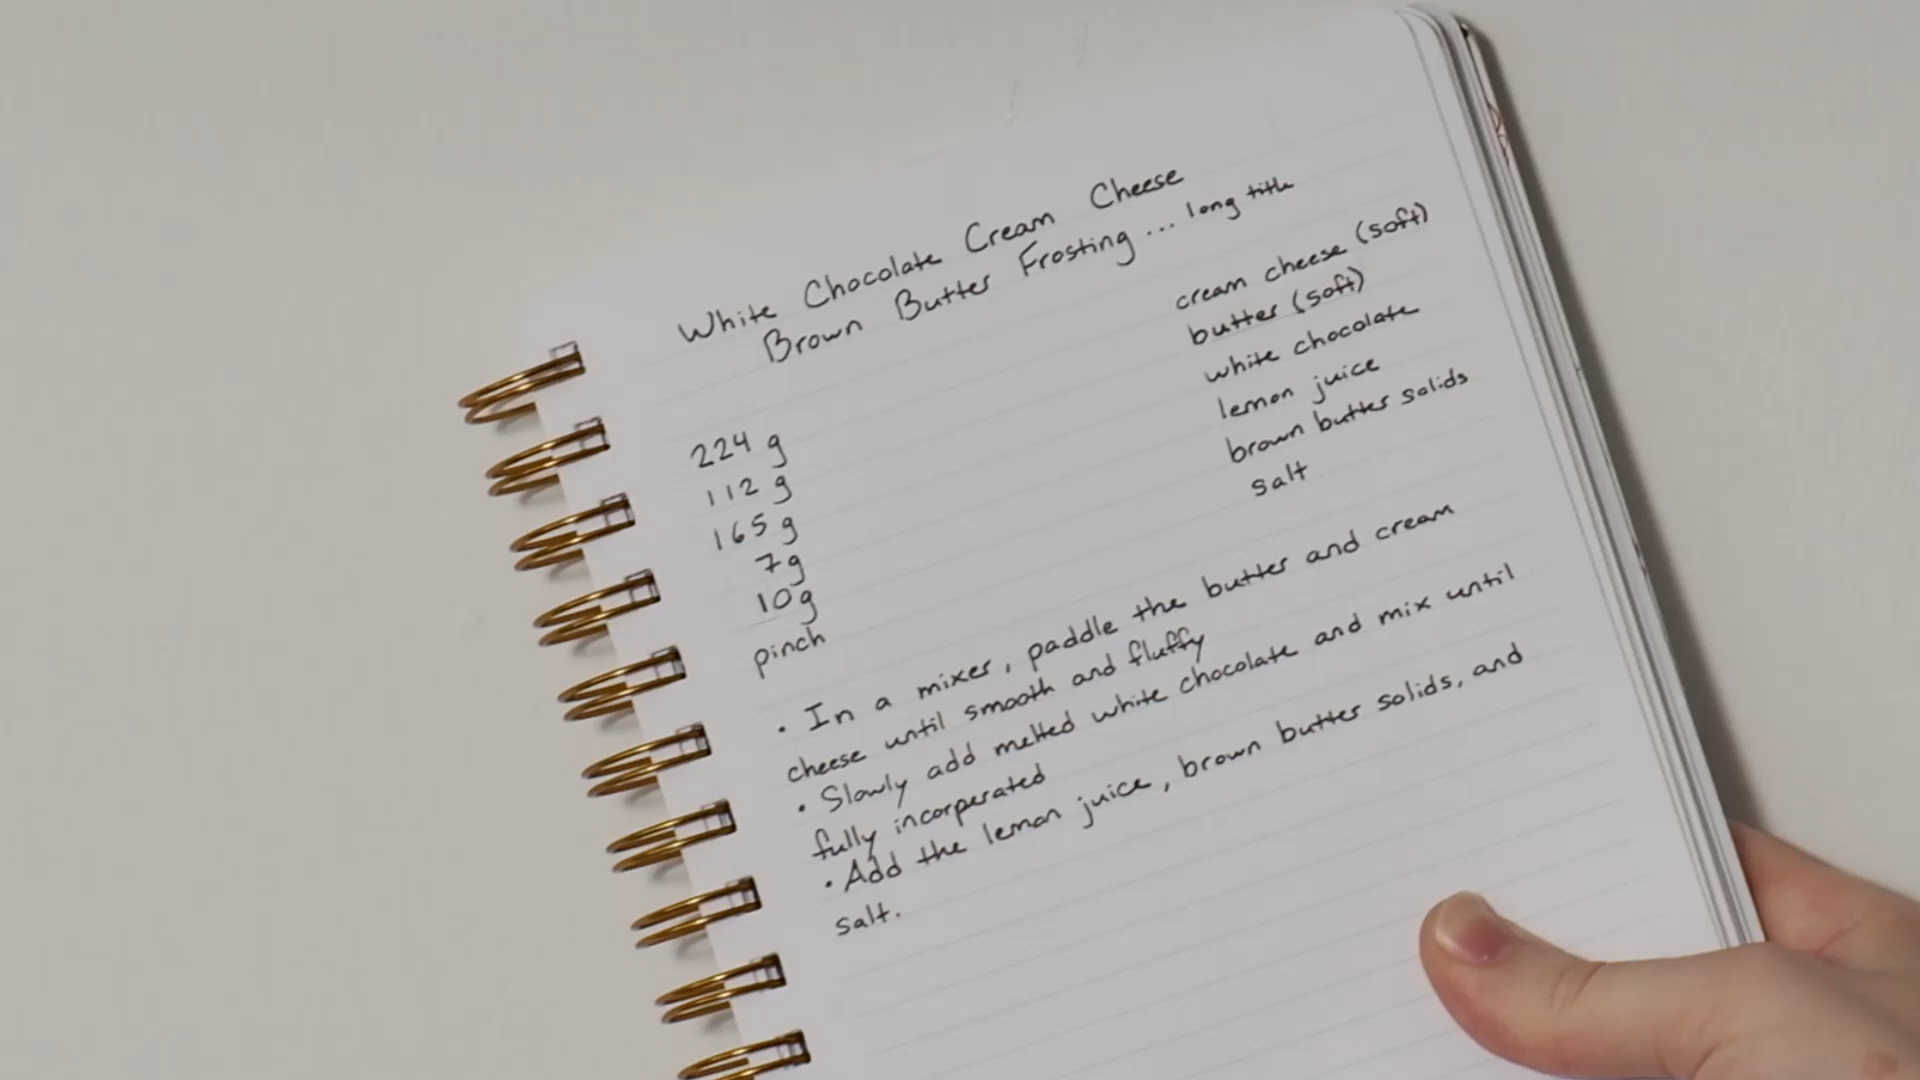 White Chocolate Cream Cheese
Brown Butter Frosting ... long title
224 g cream cheese (soft)
112 g butter (soft)
165 g white chocolate
7g lemon juice
10g brown butter solids
pinch salt
• In a mixer, paddle the butter and cream
cheese until smooth and fluffy
• Slowly add melted white chocolate and mix until
fully incorperated
• Add the lemon juice, brown butter solids, and
salt.